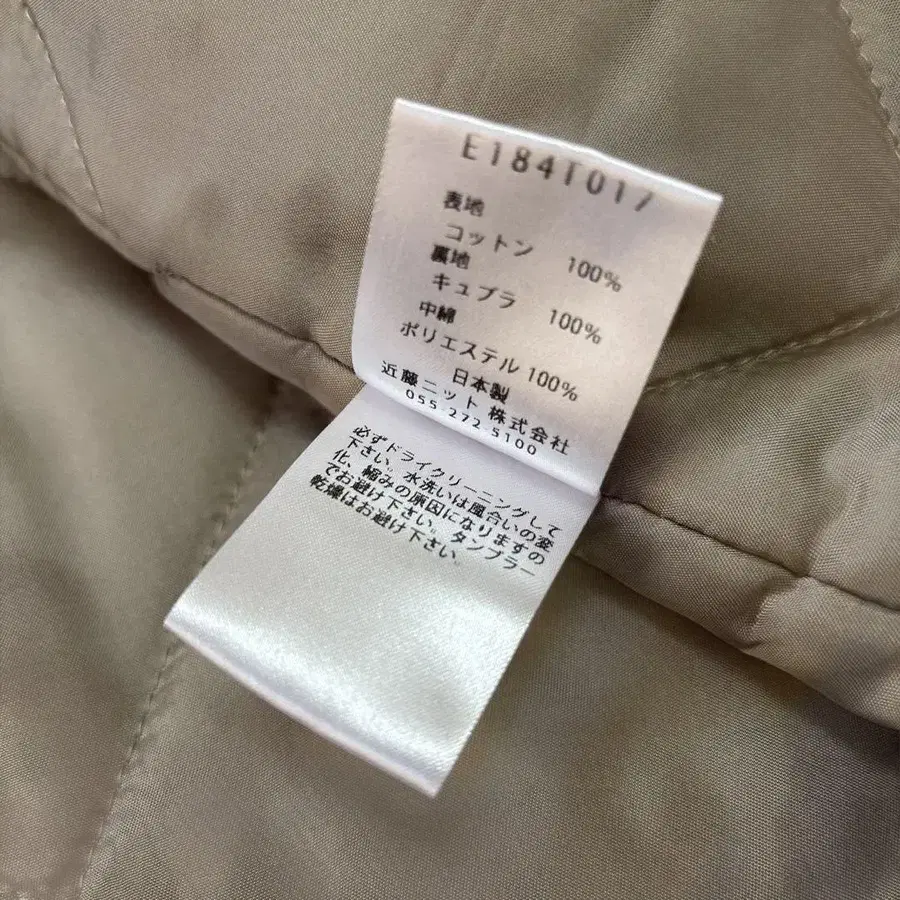 E184T017
表地
コットン 100%
裏地
キュプラ 100%
中綿
ポリエステル 100%
日本製
近藤ニット 株式会社
055 272 5100
必ずドライクリーニングして
下さい。水洗いは風合いの変
化、縮みの原因になりますの
でお避け下さい。タンブラー
乾燥はお避け下さい。